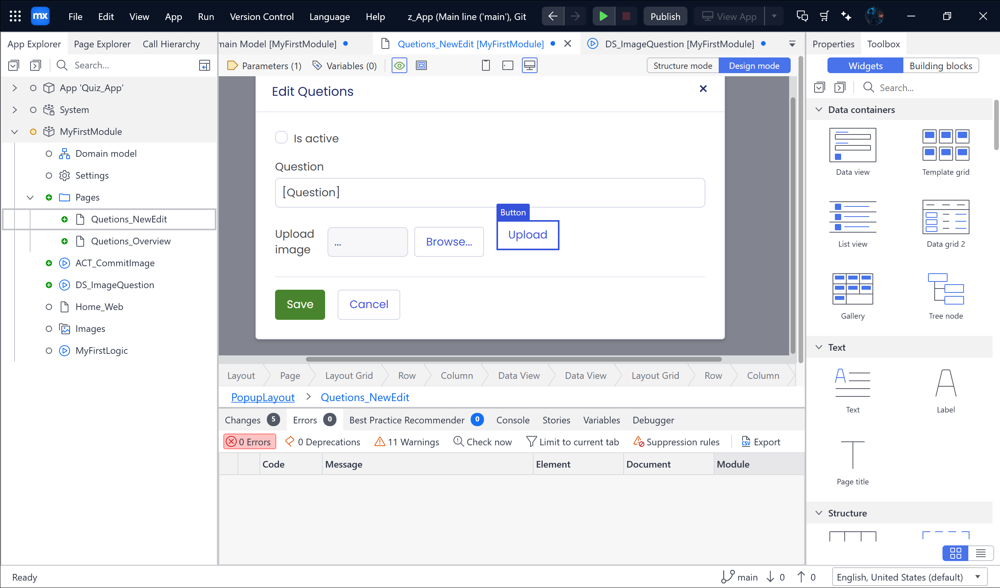 mx File Edit View App Run Version Control Language Help z_App (Main line ('main'), Git Publish View App
App Explorer Page Explorer Call Hierarchy
main Model [MyFirstModule] Quetions_NewEdit [MyFirstModule] DS_ImageQuestion [MyFirstModule]
Properties Toolbox
Search...
Parameters (1) Variables (0) Structure mode Design mode
Widgets Building blocks
Search...
App 'Quiz_App'
System
MyFirstModule
Domain model
Settings
Pages
Quetions_NewEdit
Quetions_Overview
ACT_CommitImage
DS_ImageQuestion
Home_Web
Images
MyFirstLogic
Edit Quetions
Is active
Question
[Question]
Button
Upload image
...
Browse...
Upload
Save Cancel
Layout Page Layout Grid Row Column Data View Data View Layout Grid Row Column
PopupLayout > Quetions_NewEdit
Changes 5 Errors 0 Best Practice Recommender 0 Console Stories Variables Debugger
0 Errors 0 Deprecations 11 Warnings Check now Limit to current tab Suppression rules CSV Export
Code Message Element Document Module
Data containers
Data view Template grid
List view Data grid 2
Gallery Tree node
Text
Text Label
Page title
Structure
Ready main 0 0 English, United States (default)